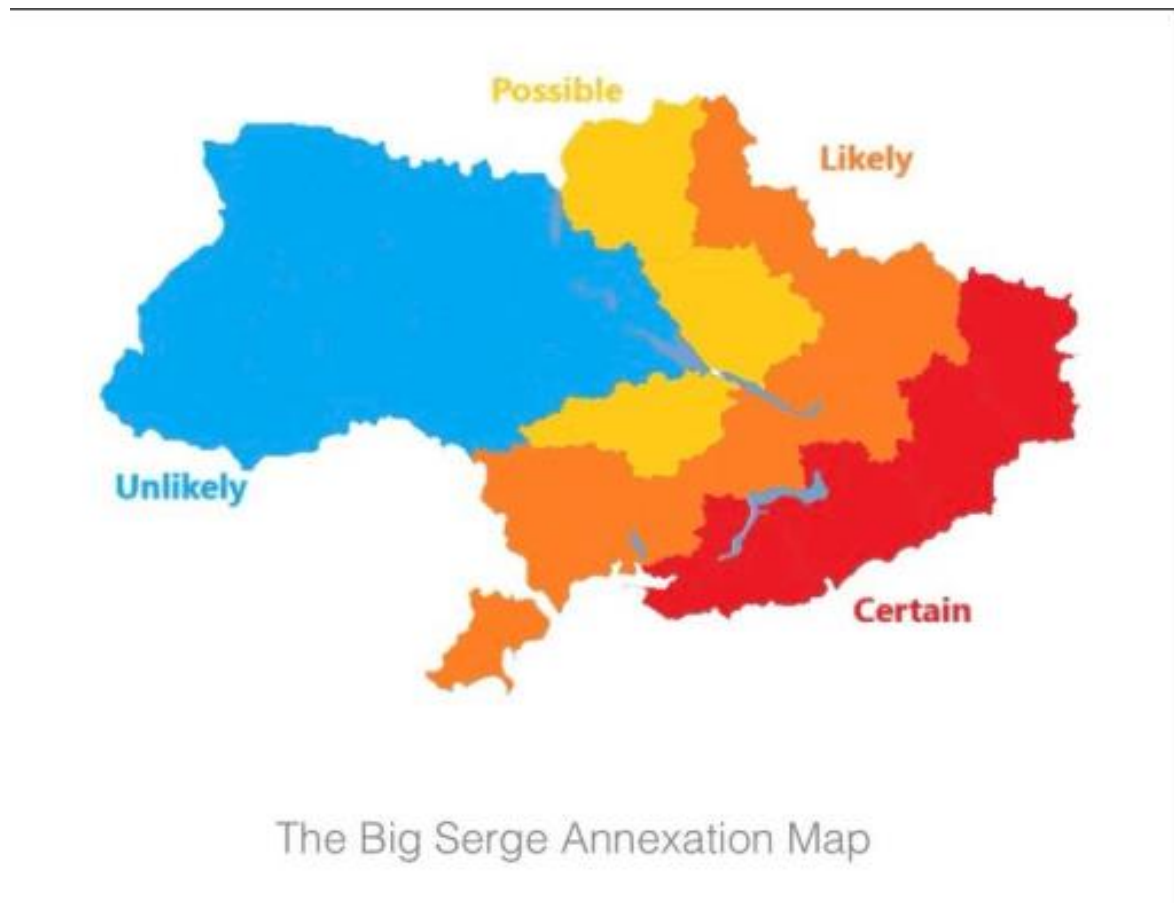 Possible
Likely
Unlikely
Certain
The Big Serge Annexation Map